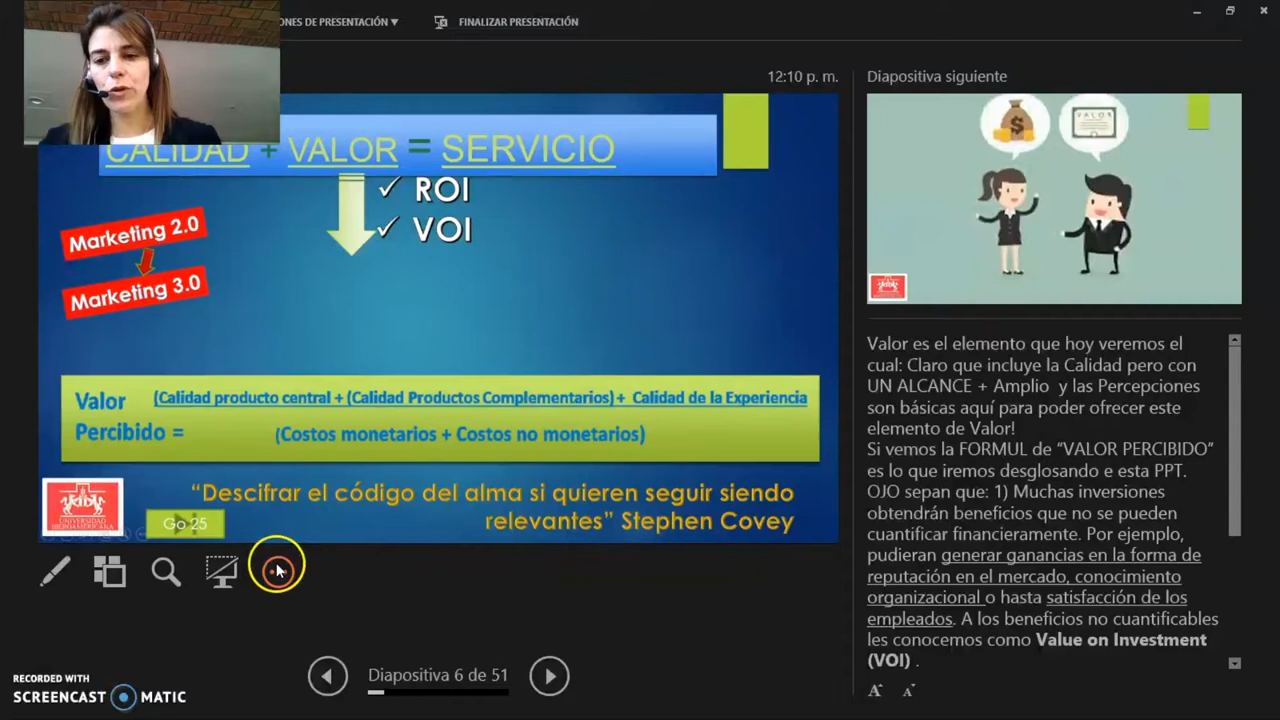 IONES DE PRESENTACIÓN ▼
FINALIZAR PRESENTACIÓN
12:10 p. m.
CALIDAD + VALOR = SERVICIO
✓ ROI
✓ VOI
Marketing 2.0
Marketing 3.0
Valor Percibido =
(Calidad producto central + (Calidad Productos Complementarios) + Calidad de la Experiencia
(Costos monetarios + Costos no monetarios)
“Descifrar el código del alma si quieren seguir siendo
relevantes” Stephen Covey
UNIVERSIDAD
IBEROAMERICANA
Go 25
Diapositiva 6 de 51
RECORDED WITH
SCREENCAST MATIC
Diapositiva siguiente
$
VALOR
Valor es el elemento que hoy veremos el
cual: Claro que incluye la Calidad pero con
UN ALCANCE + Amplio y las Percepciones
son básicas aquí para poder ofrecer este
elemento de Valor!
Si vemos la FORMUL de “VALOR PERCIBIDO”
es lo que iremos desglosando e esta PPT.
OJO sepan que: 1) Muchas inversiones
obtendrán beneficios que no se pueden
cuantificar financieramente. Por ejemplo,
pudieran generar ganancias en la forma de
reputación en el mercado, conocimiento
organizacional o hasta satisfacción de los
empleados. A los beneficios no cuantificables
les conocemos como Value on Investment
(VOI) .
A A